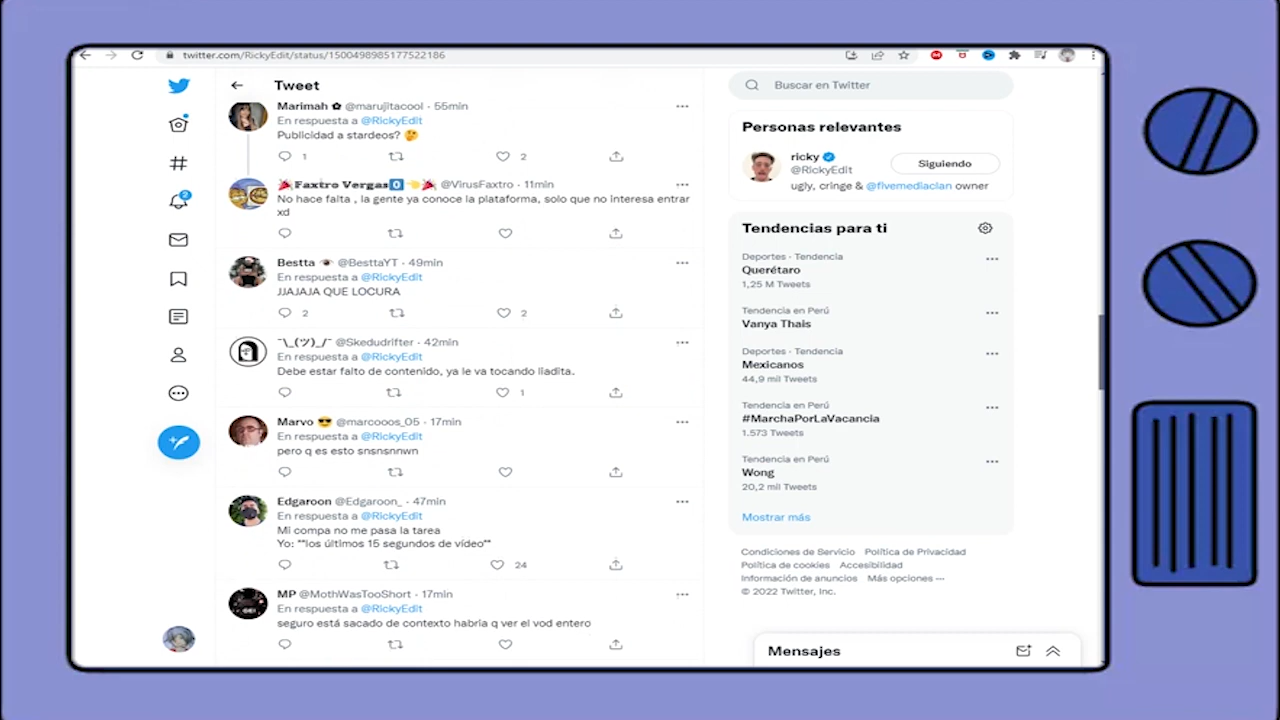 twitter.com/RickyEdit/status/1500498985177522186
Tweet
Marimah ✿ @marujitacool · 55min
En respuesta a @RickyEdit
Publicidad a stardeos? 🤔
1
2
🎉Faxtro Vergas0️⃣👈🎉 @VirusFaxtro · 11min
No hace falta , la gente ya conoce la plataforma, solo que no interesa entrar
xd
Bestta 👁 @BesttaYT · 49min
En respuesta a @RickyEdit
JJAJAJA QUE LOCURA
2
2
¯\_(ツ)_/¯ @Skedudrifter · 42min
En respuesta a @RickyEdit
Debe estar falto de contenido, ya le va tocando liadita.
1
Marvo 😎 @marcooos_05 · 17min
En respuesta a @RickyEdit
pero q es esto snsnsnnwn
Edgaroon @Edgaroon_ · 47min
En respuesta a @RickyEdit
Mi compa no me pasa la tarea
Yo: **los últimos 15 segundos de vídeo**
24
MP @MothWasTooShort · 17min
En respuesta a @RickyEdit
seguro está sacado de contexto habria q ver el vod entero
Buscar en Twitter
Personas relevantes
ricky
@RickyEdit
Siguiendo
ugly, cringe & @fivemediaclan owner
Tendencias para ti
Deportes · Tendencia
Querétaro
1,25 M Tweets
Tendencia en Perú
Vanya Thais
Deportes · Tendencia
Mexicanos
44,9 mil Tweets
Tendencia en Perú
#MarchaPorLaVacancia
1.573 Tweets
Tendencia en Perú
Wong
20,2 mil Tweets
Mostrar más
Condiciones de Servicio Política de Privacidad
Política de cookies Accesibilidad
Información de anuncios Más opciones ···
© 2022 Twitter, Inc.
Mensajes